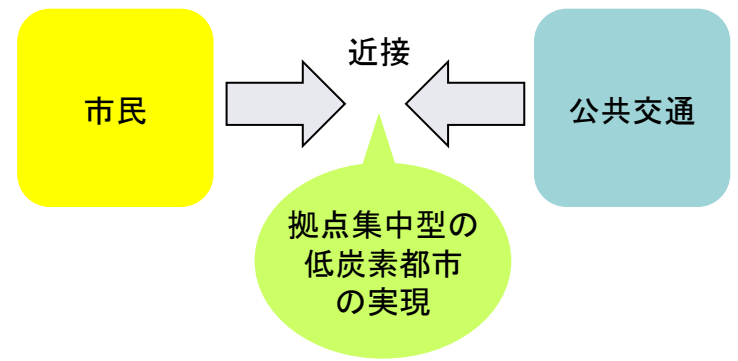 近接
市民
公共交通
拠点集中型の
低炭素都市
の実現